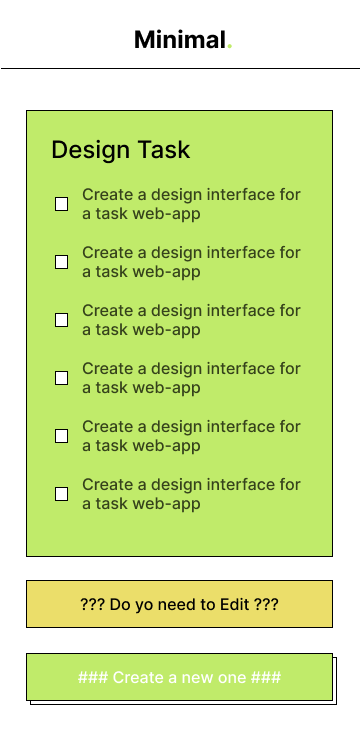 Minimal.
Design Task
Create a design interface for
a task web-app
Create a design interface for
a task web-app
Create a design interface for
a task web-app
Create a design interface for
a task web-app
Create a design interface for
a task web-app
Create a design interface for
a task web-app
??? Do yo need to Edit ???
### Create a new one ###